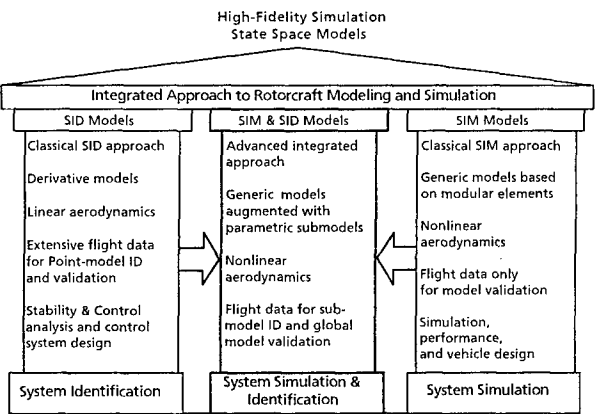 High-Fidelity Simulation
State Space Models
Integrated Approach to Rotorcraft Modeling and Simulation
SID Models
Classical SID approach
Derivative models
Linear aerodynamics
Extensive flight data
for Point-model ID
and validation
Stability & Control
analysis and control
system design
System Identification
SIM & SID Models
Advanced integrated
approach
Generic models
augmented with
parametric submodels
Nonlinear
aerodynamics
Flight data for sub-
model ID and global
model validation
System Simulation &
Identification
SIM Models
Classical SIM approach
Generic models based
on modular elements
Nonlinear
aerodynamics
Flight data only
for model validation
Simulation,
performance,
and vehicle design
System Simulation